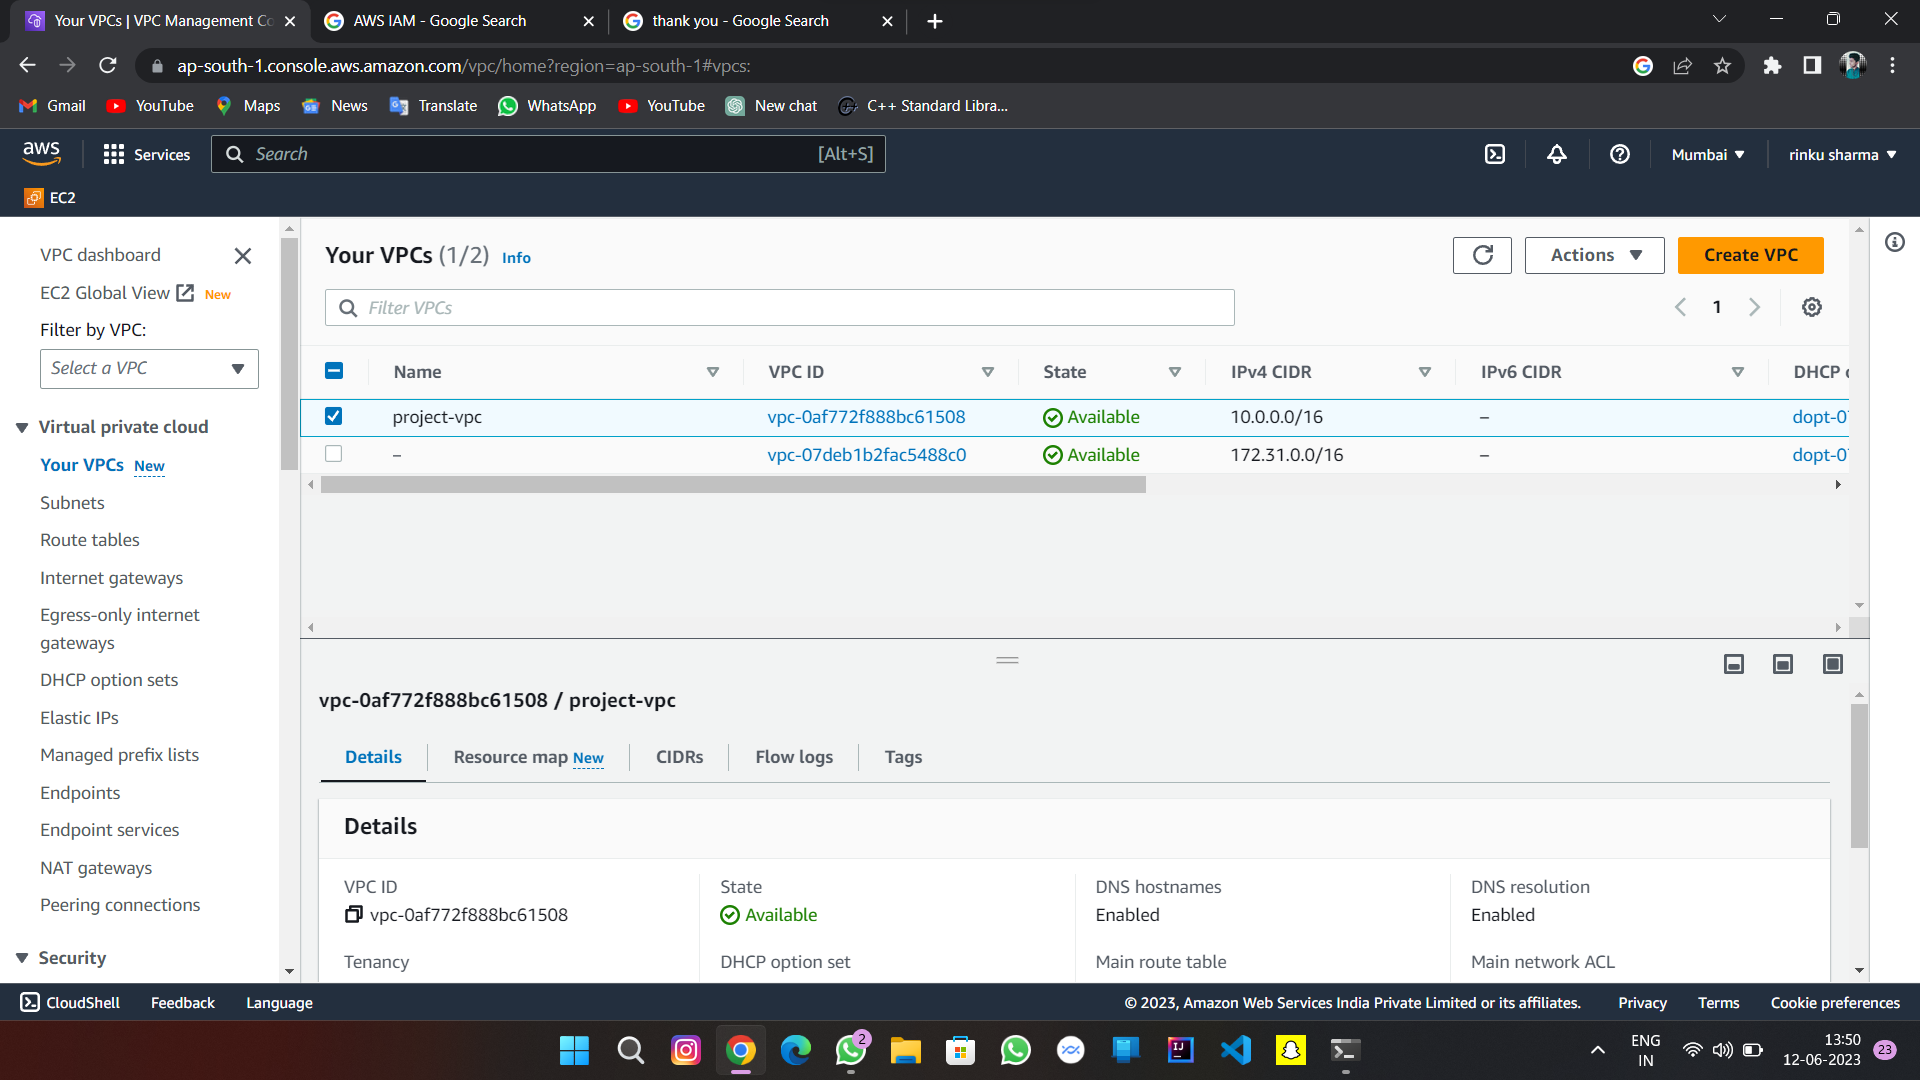 Your VPCs | VPC Management Co
AWS IAM - Google Search
thank you - Google Search
ap-south-1.console.aws.amazon.com/vpc/home?region=ap-south-1#vpcs:
Gmail YouTube Maps News Translate WhatsApp YouTube New chat C++ Standard Libra...
aws Services Search [Alt+S] Mumbai rinku sharma
EC2
VPC dashboard
EC2 Global View New
Filter by VPC:
Select a VPC
Virtual private cloud
Your VPCs New
Subnets
Route tables
Internet gateways
Egress-only internet
gateways
DHCP option sets
Elastic IPs
Managed prefix lists
Endpoints
Endpoint services
NAT gateways
Peering connections
Security
Your VPCs (1/2) Info
Actions Create VPC
Filter VPCs
1
Name VPC ID State IPv4 CIDR IPv6 CIDR DHCP
project-vpc vpc-0af772f888bc61508 Available 10.0.0.0/16 – dopt-0
– vpc-07deb1b2fac5488c0 Available 172.31.0.0/16 – dopt-0
vpc-0af772f888bc61508 / project-vpc
Details Resource map New CIDRs Flow logs Tags
Details
VPC ID State DNS hostnames DNS resolution
vpc-0af772f888bc61508 Available Enabled Enabled
Tenancy DHCP option set Main route table Main network ACL
CloudShell Feedback Language © 2023, Amazon Web Services India Private Limited or its affiliates. Privacy Terms Cookie preferences
2
ENG
IN
13:50
12-06-2023
23